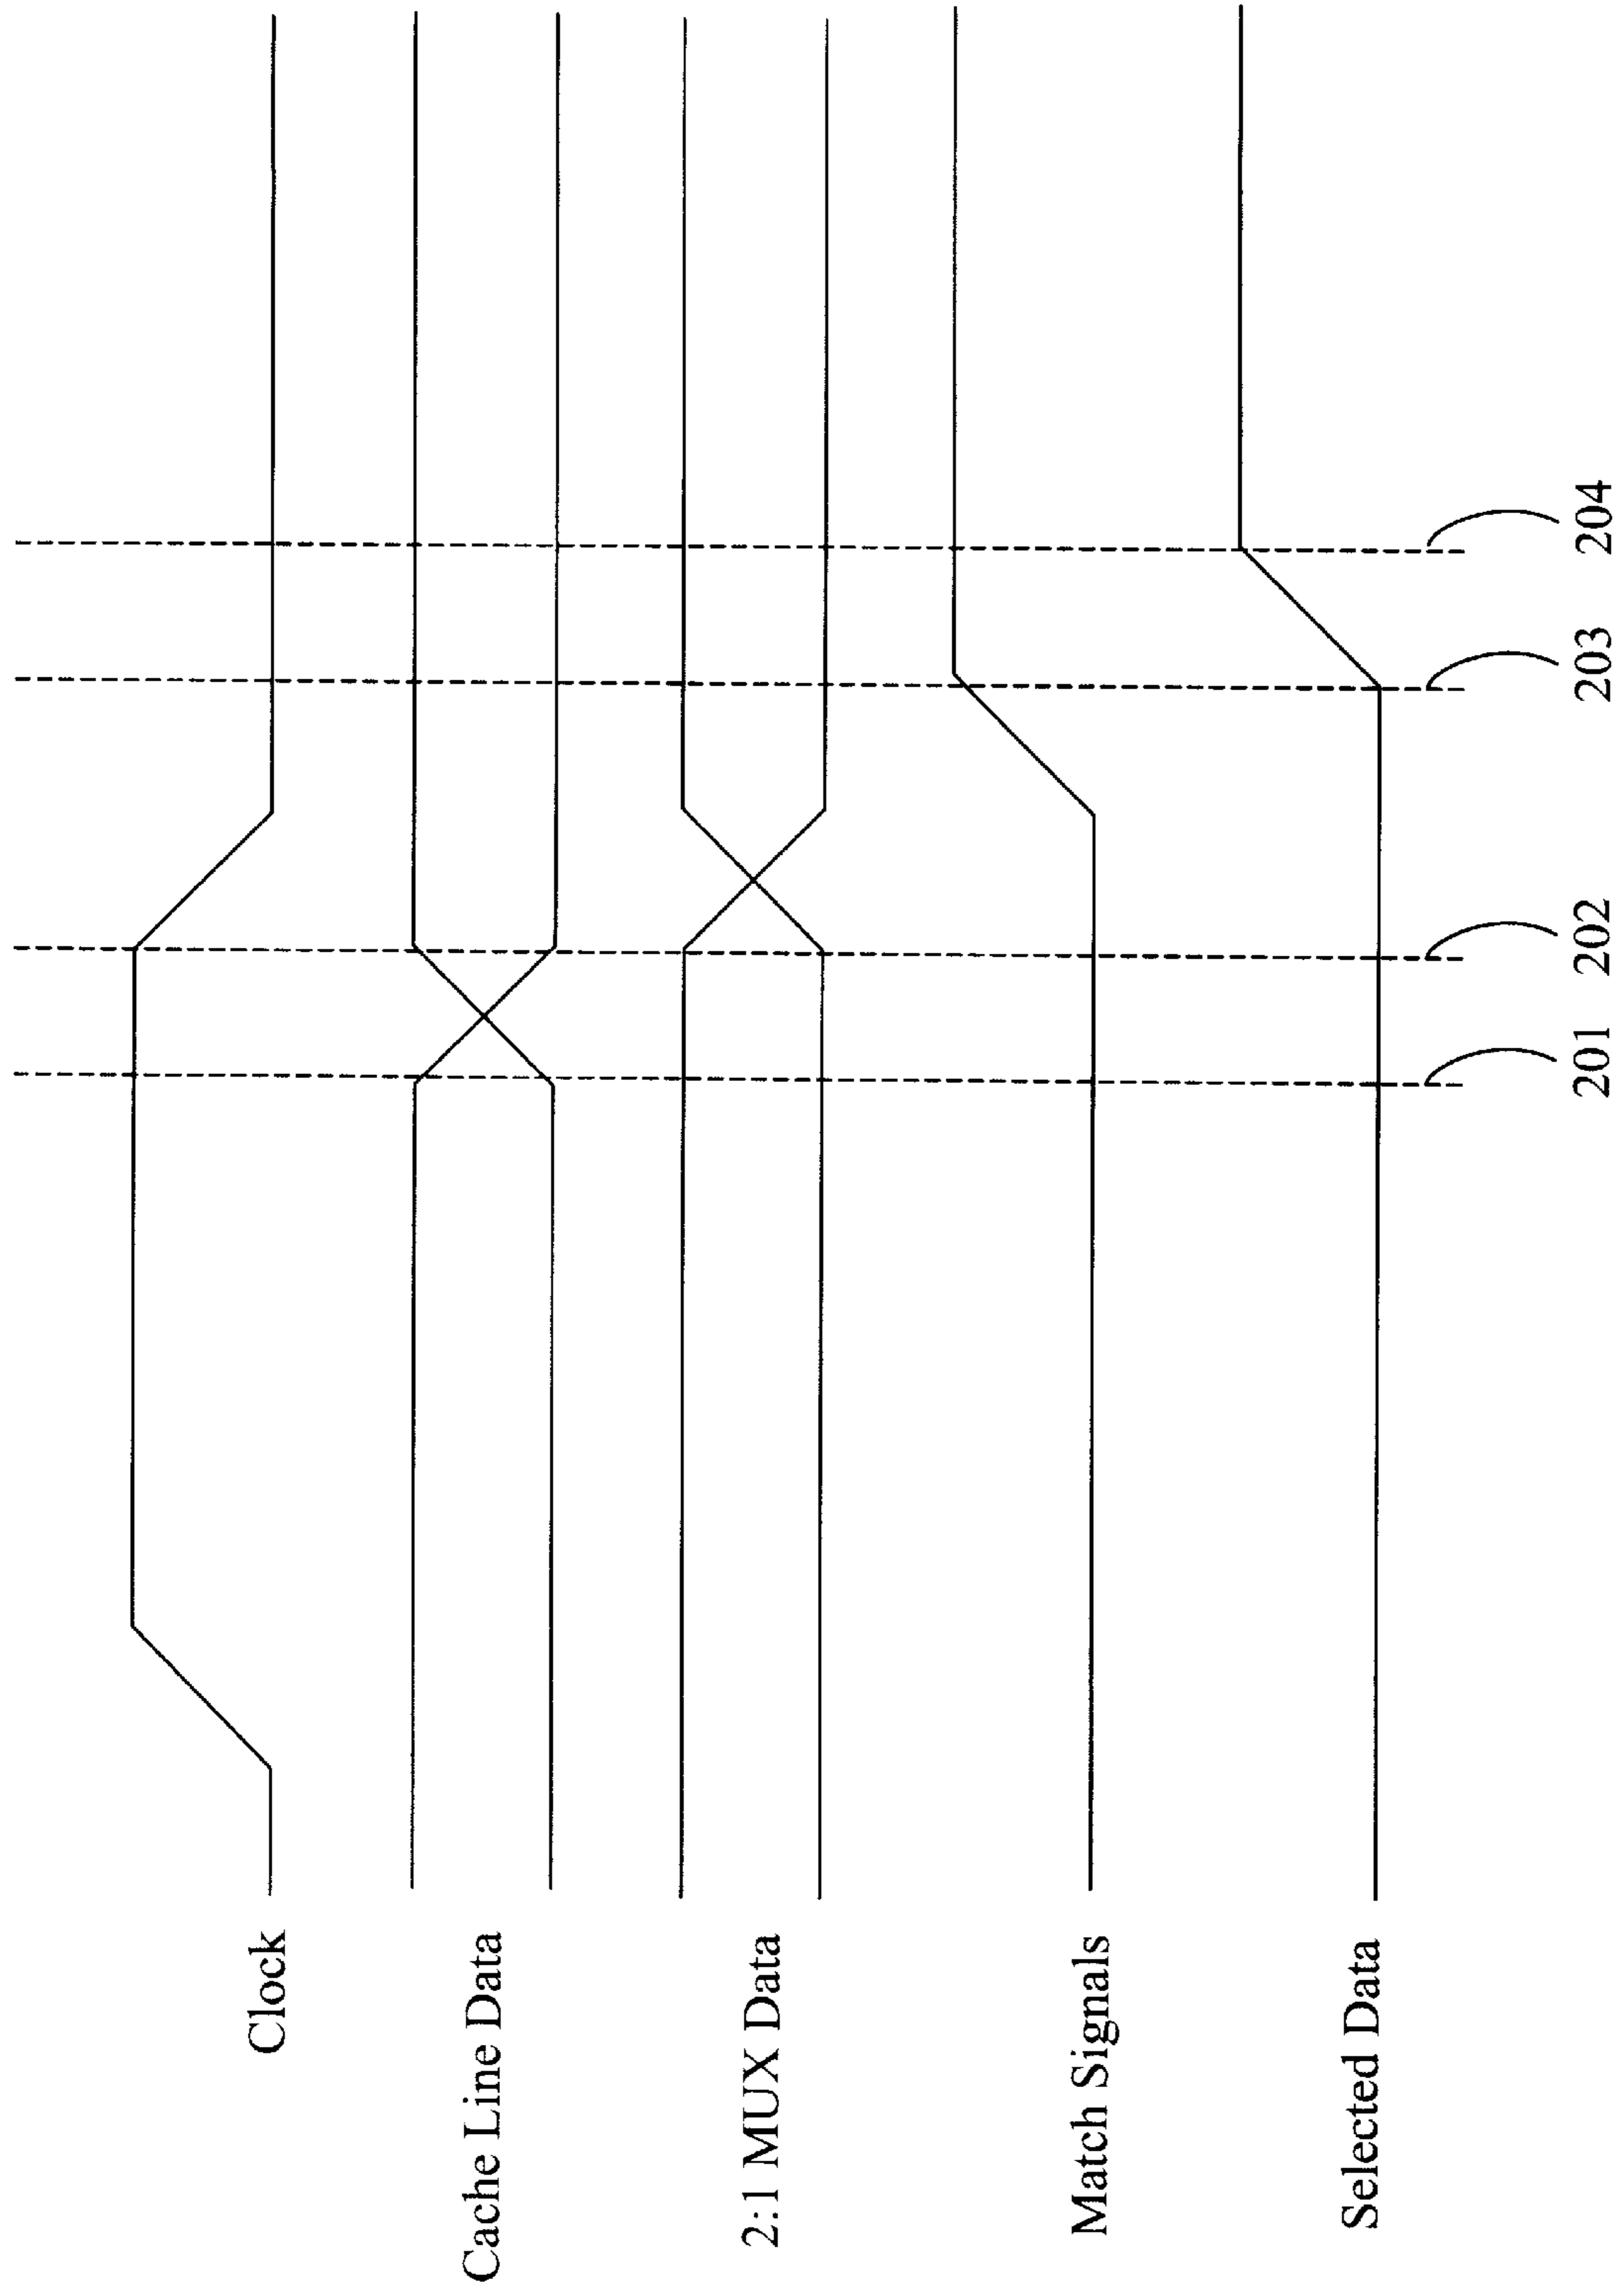 Clock
Cache Line Data
2:1 MUX Data
Match Signals
Selected Data
201
202
203
204